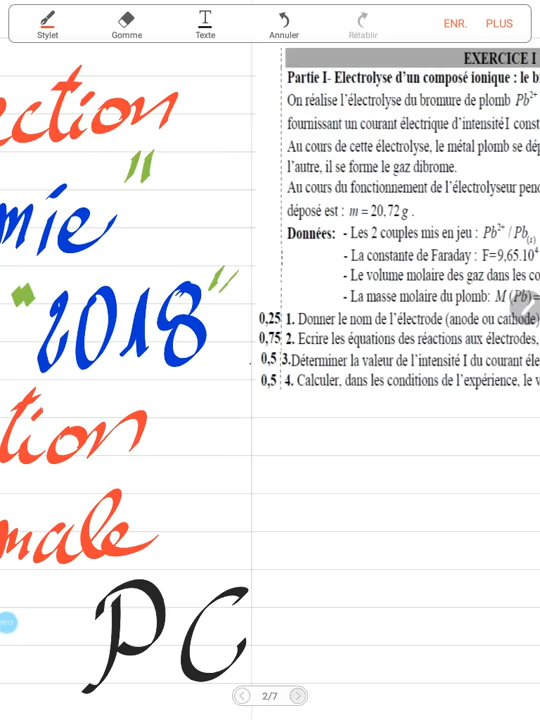 Stylet
Gomme
Texte
Annuler
Rétablir
ENR.
PLUS
ction
mie "
"2018"
tion
male
PC
EXERCICE I
Partie I- Electrolyse d'un composé ionique : le b
On réalise l'électrolyse du bromure de plomb Pb²⁺
fournissant un courant électrique d'intensité I const
Au cours de cette électrolyse, le métal plomb se dép
l'autre, il se forme le gaz dibrome.
Au cours du fonctionnement de l'électrolyseur pend
déposé est : m = 20,72 g .
Données: - Les 2 couples mis en jeu : Pb²⁺ / Pb(s)
- La constante de Faraday : F=9,65.10⁴
- Le volume molaire des gaz dans les co
- La masse molaire du plomb: M (Pb) =
0,25 1. Donner le nom de l'électrode (anode ou cathode)
0,75 2. Ecrire les équations des réactions aux électrodes,
0,5 3.Déterminer la valeur de l'intensité I du courant éle
0,5 4. Calculer, dans les conditions de l'expérience, le v
2/7